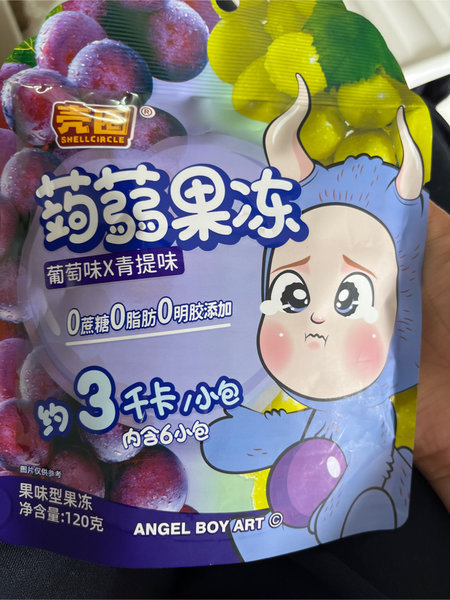 壳圈®
SHELLCIRCLE
蒟蒻果冻
葡萄味X青提味
0蔗糖0脂肪0明胶添加
约3千卡/小包
内含6小包
图片仅供参考
果味型果冻
净含量:120克
ANGEL BOY ART ©